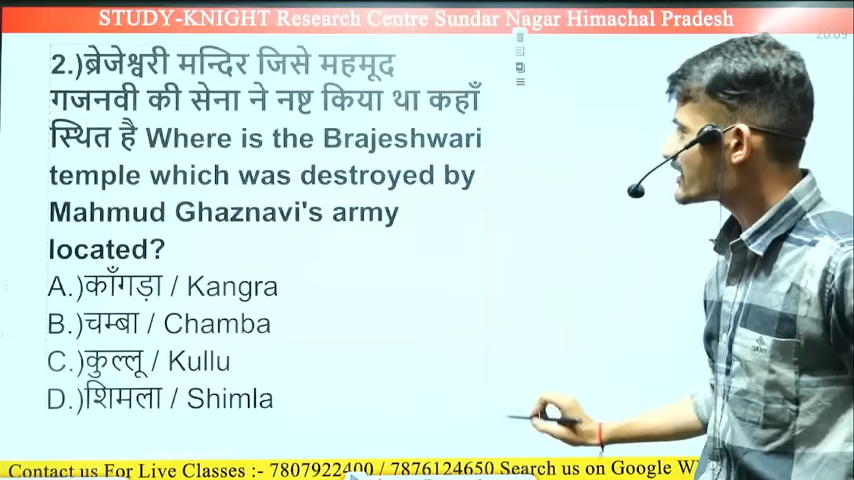 STUDY-KNIGHT Research Centre Sundar Nagar Himachal Pradesh
20:09
2.)ब्रेजेश्वरी मन्दिर जिसे महमूद
गजनवी की सेना ने नष्ट किया था कहाँ
स्थित है Where is the Brajeshwari
temple which was destroyed by
Mahmud Ghaznavi's army
located?
A.)काँगड़ा / Kangra
B.)चम्बा / Chamba
C.)कुल्लू / Kullu
D.)शिमला / Shimla
Contact us For Live Classes :- 7807922400 / 7876124650 Search us on Google